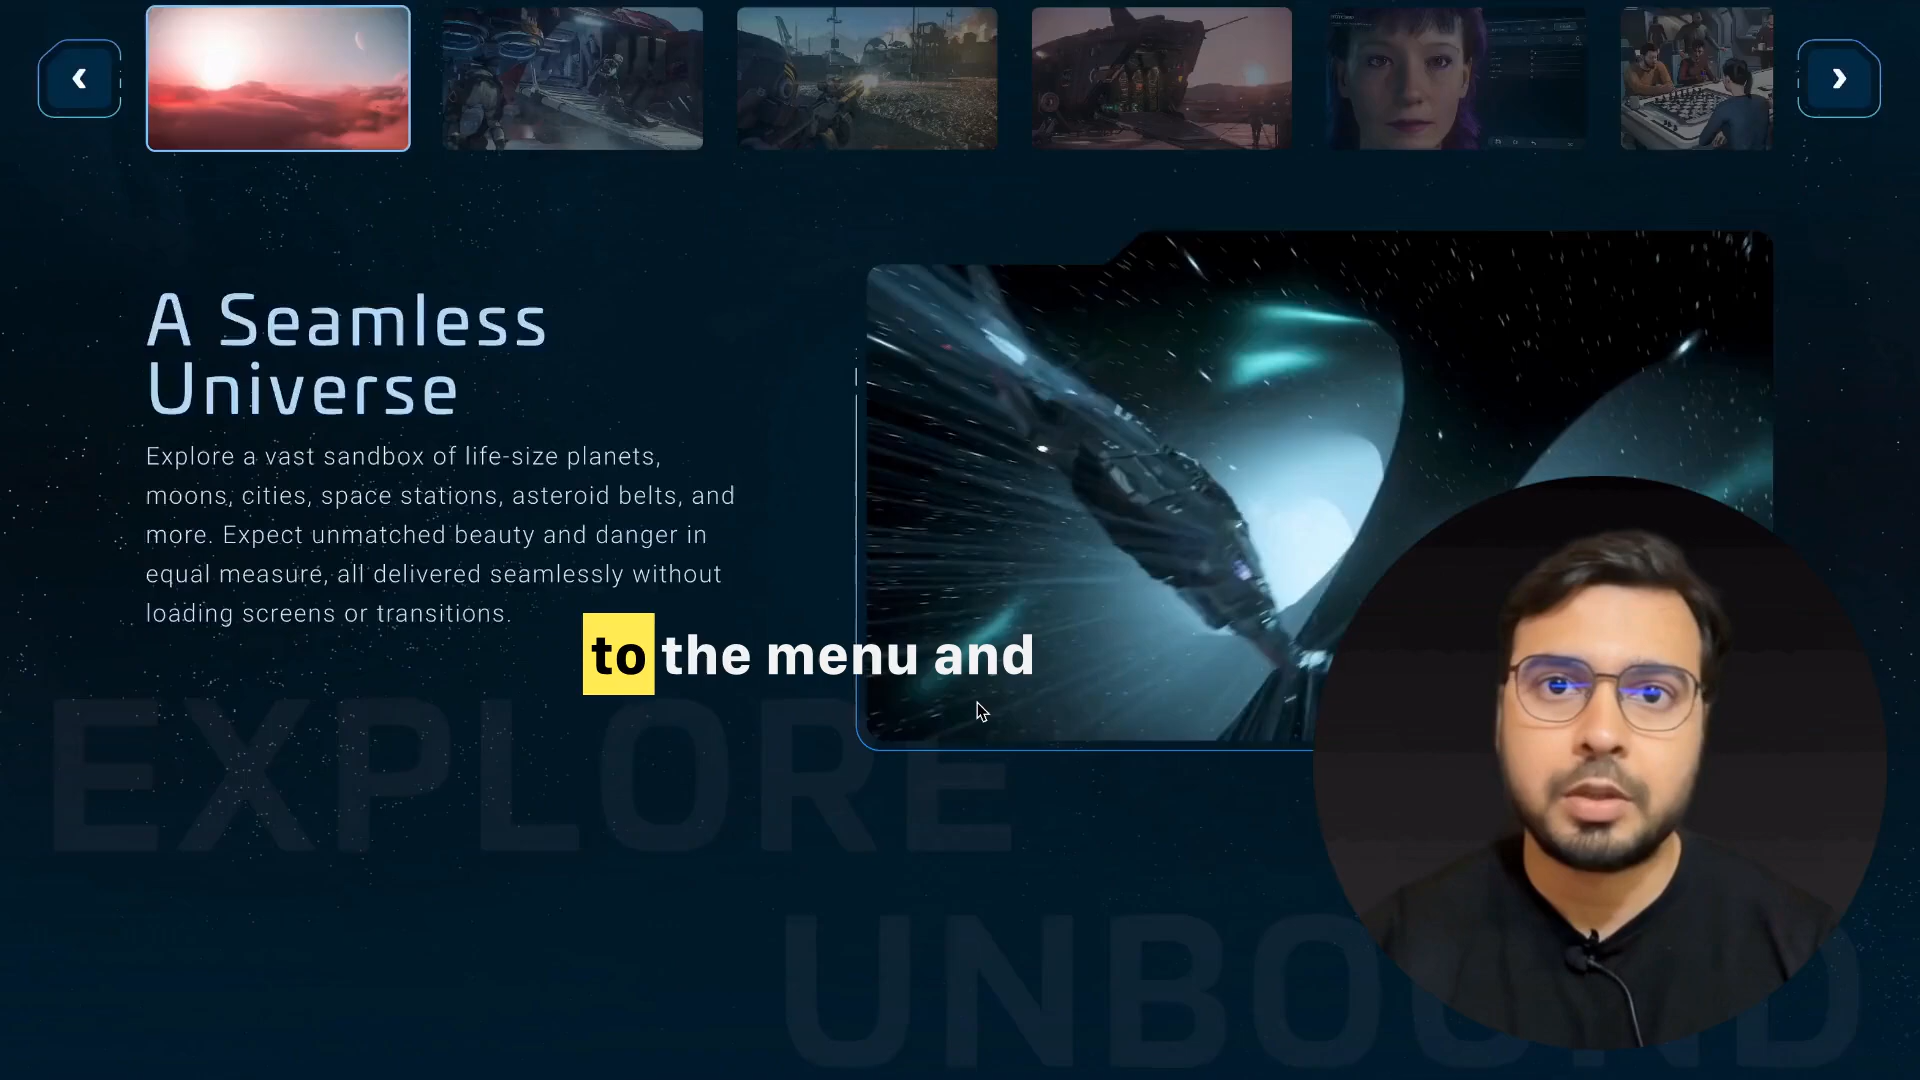 A Seamless
Universe
Explore a vast sandbox of life-size planets,
moons, cities, space stations, asteroid belts, and
more. Expect unmatched beauty and danger in
equal measure, all delivered seamlessly without
loading screens or transitions.
to the menu and
EXPLORE
UNBOUND